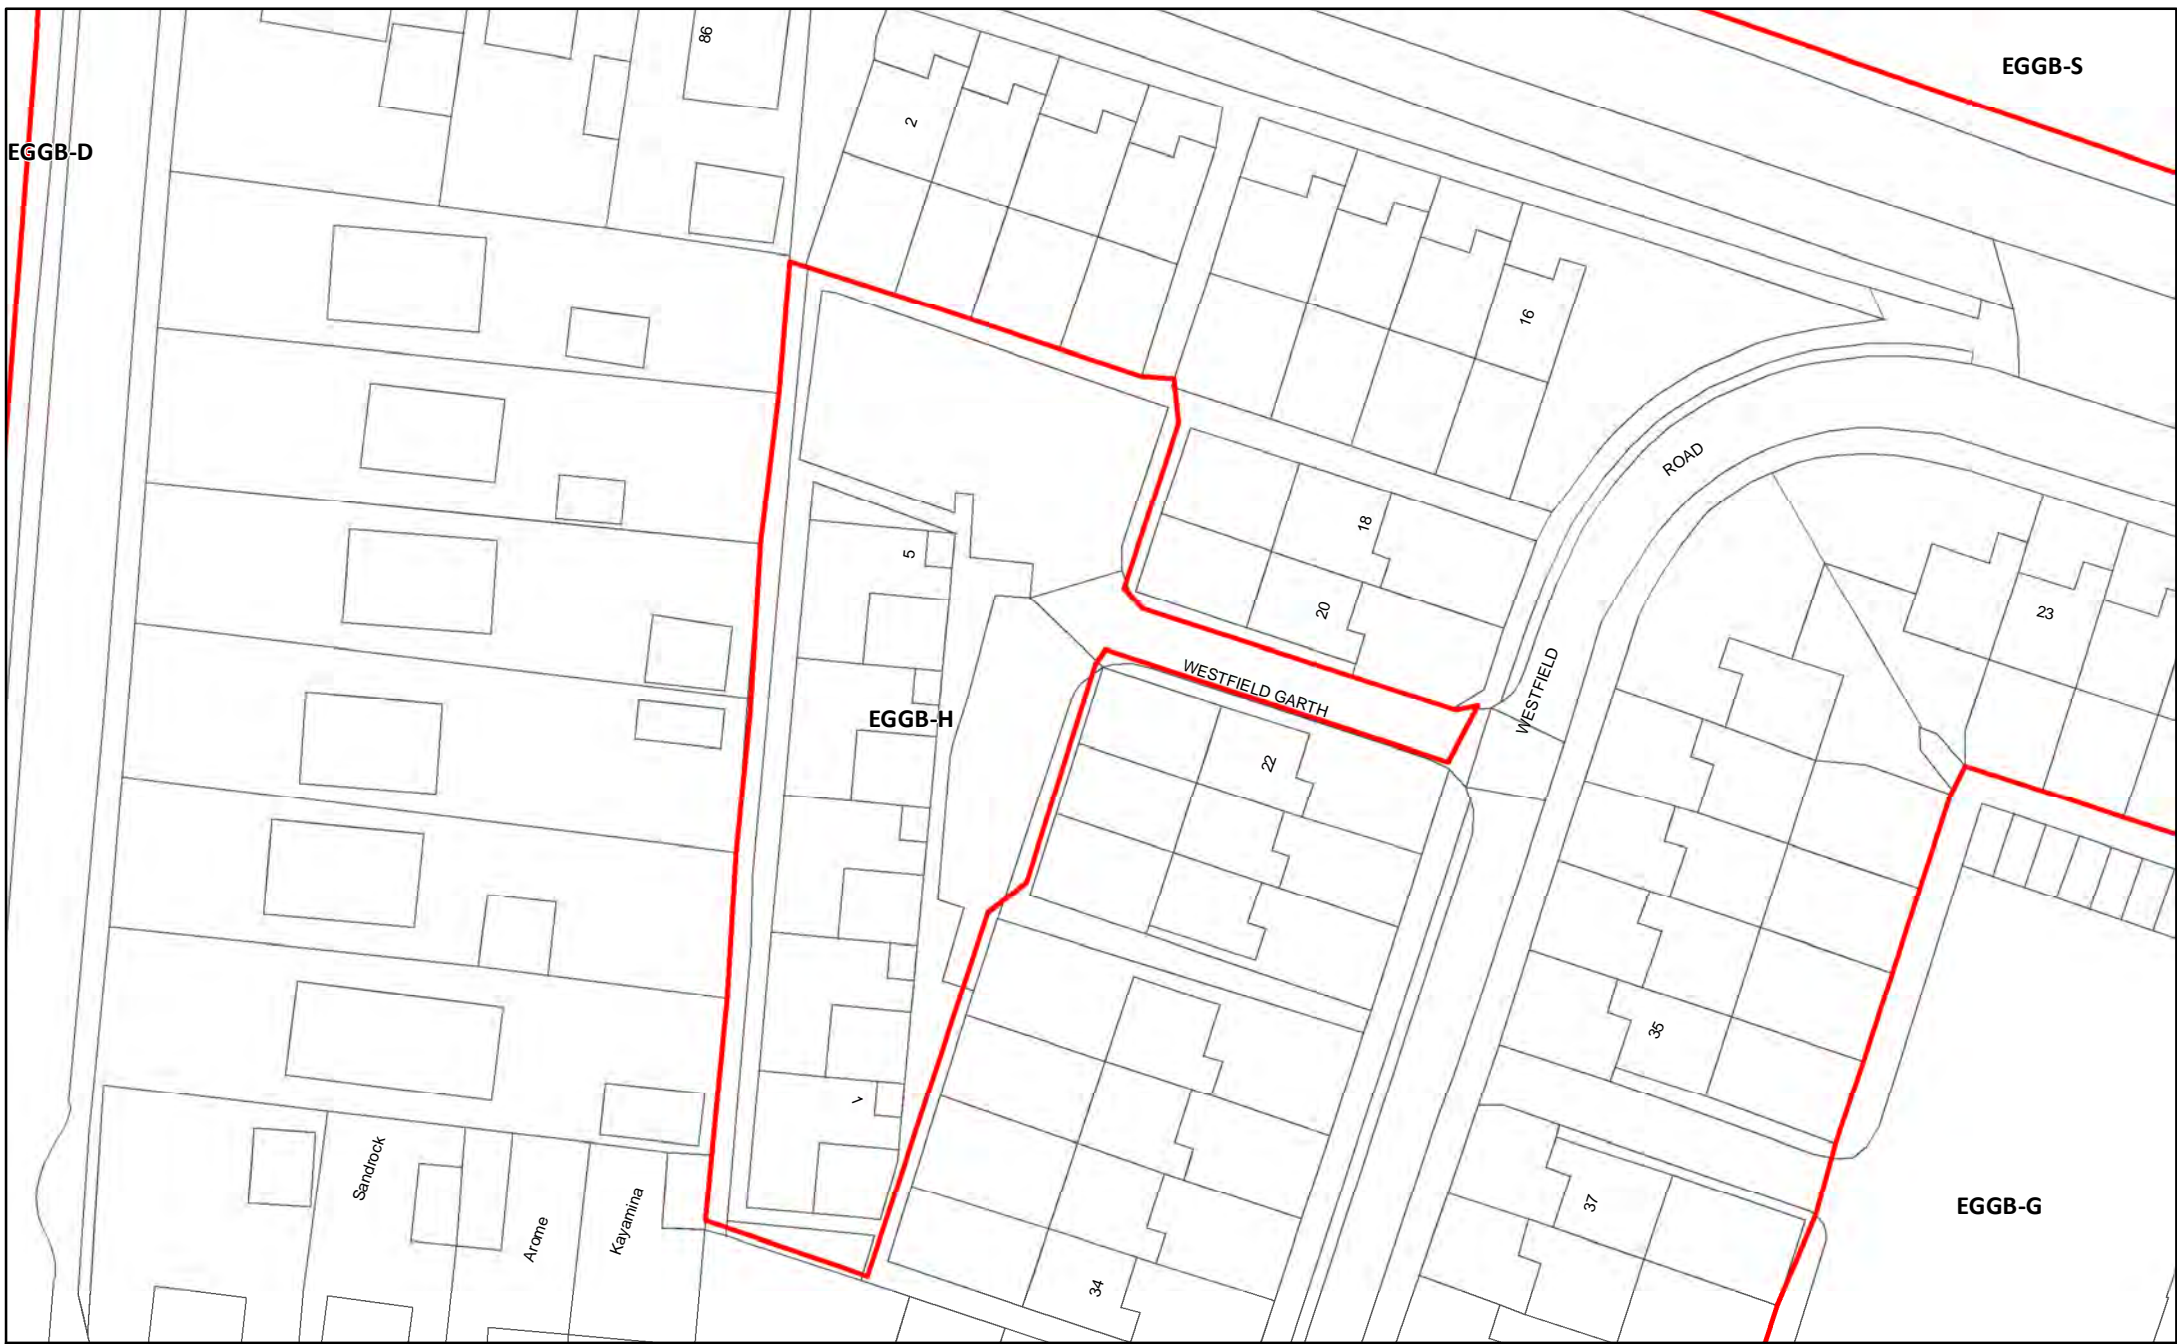 86
EGGB-S
2
EGGB-D
16
ROAD
18
5
20
23
WESTFIELD GARTH
WESTFIELD
EGGB-H
22
35
1
Sandrock
Arome
Kayamina
37
EGGB-G
34